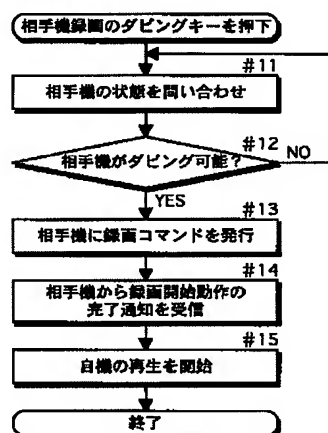 相手機録画のダビングキーを押下
#11
相手機の状態を問い合わせ
#12
相手機がダビング可能?
NO
YES
#13
相手機に録画コマンドを発行
#14
相手機から録画開始動作の
完了通知を受信
#15
自機の再生を開始
終了